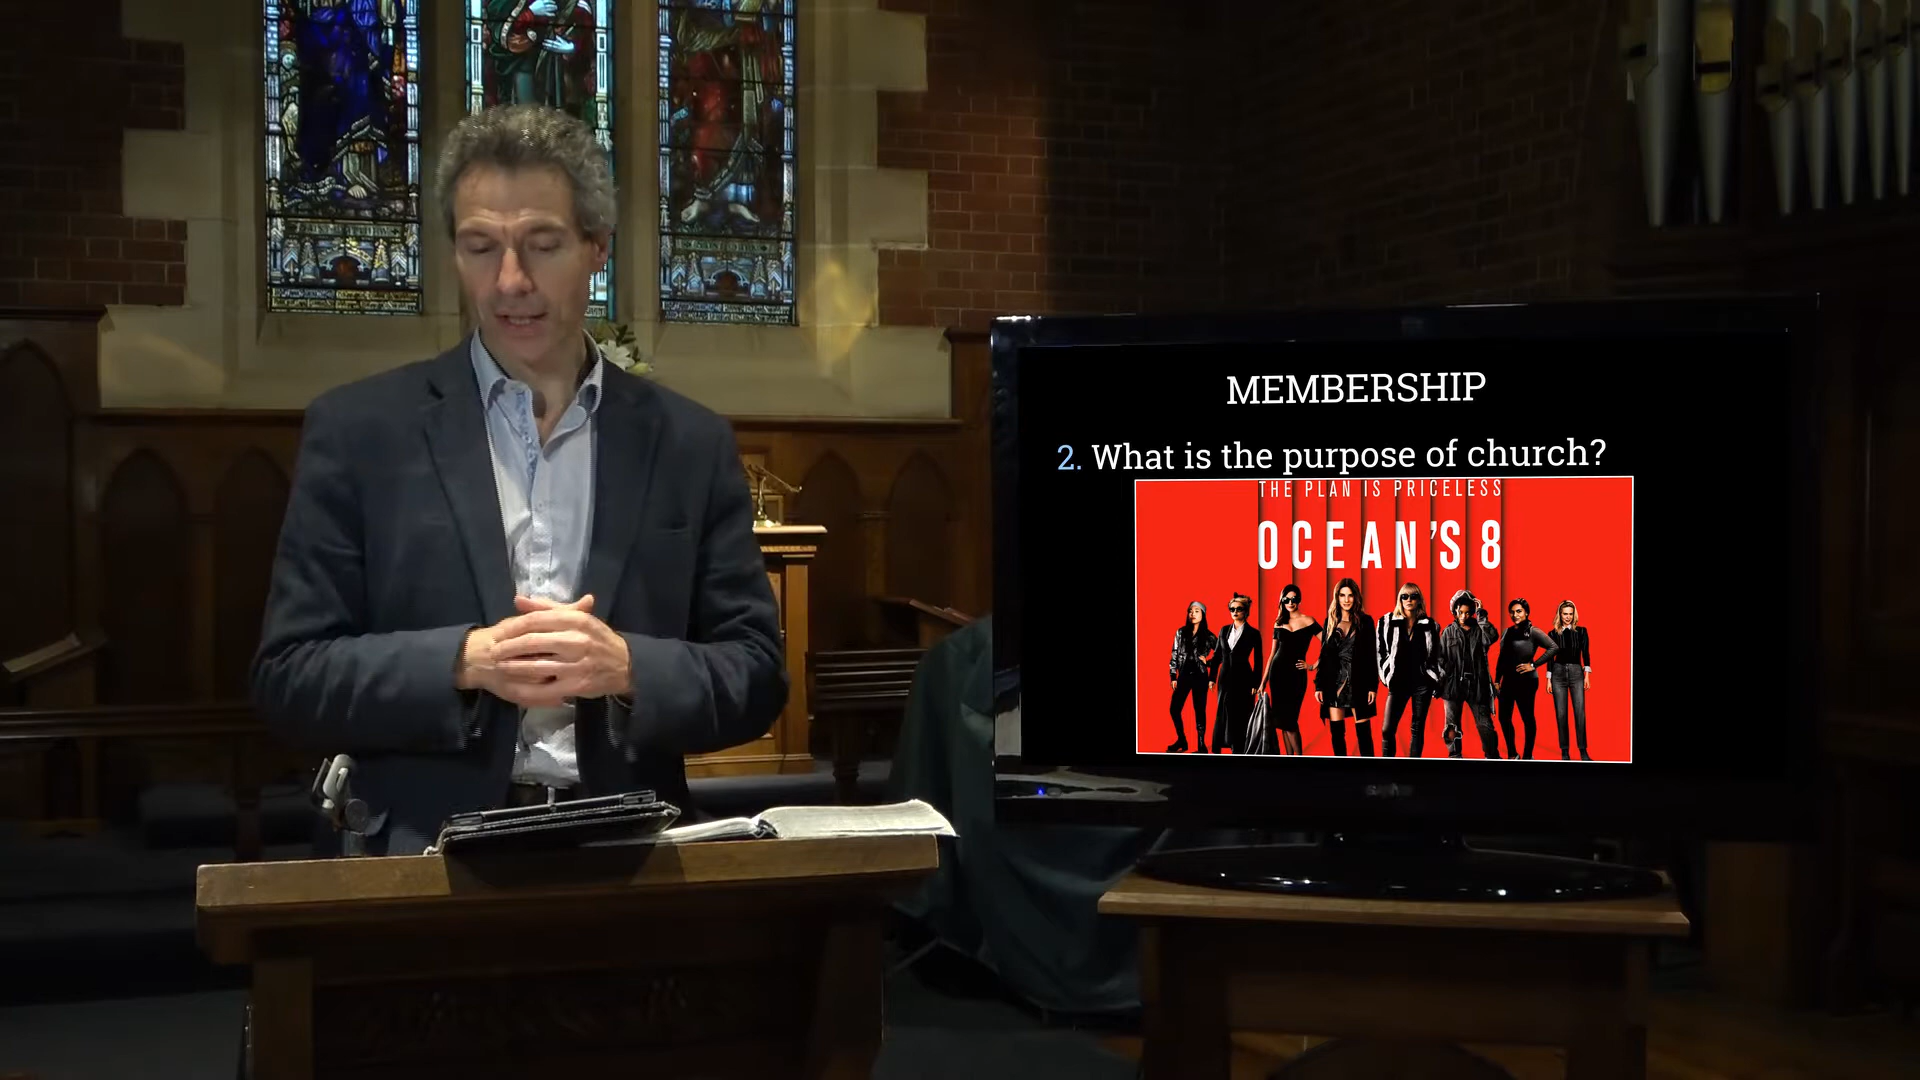 MEMBERSHIP
2. What is the purpose of church?
THE PLAN IS PRICELESS
OCEAN'S 8